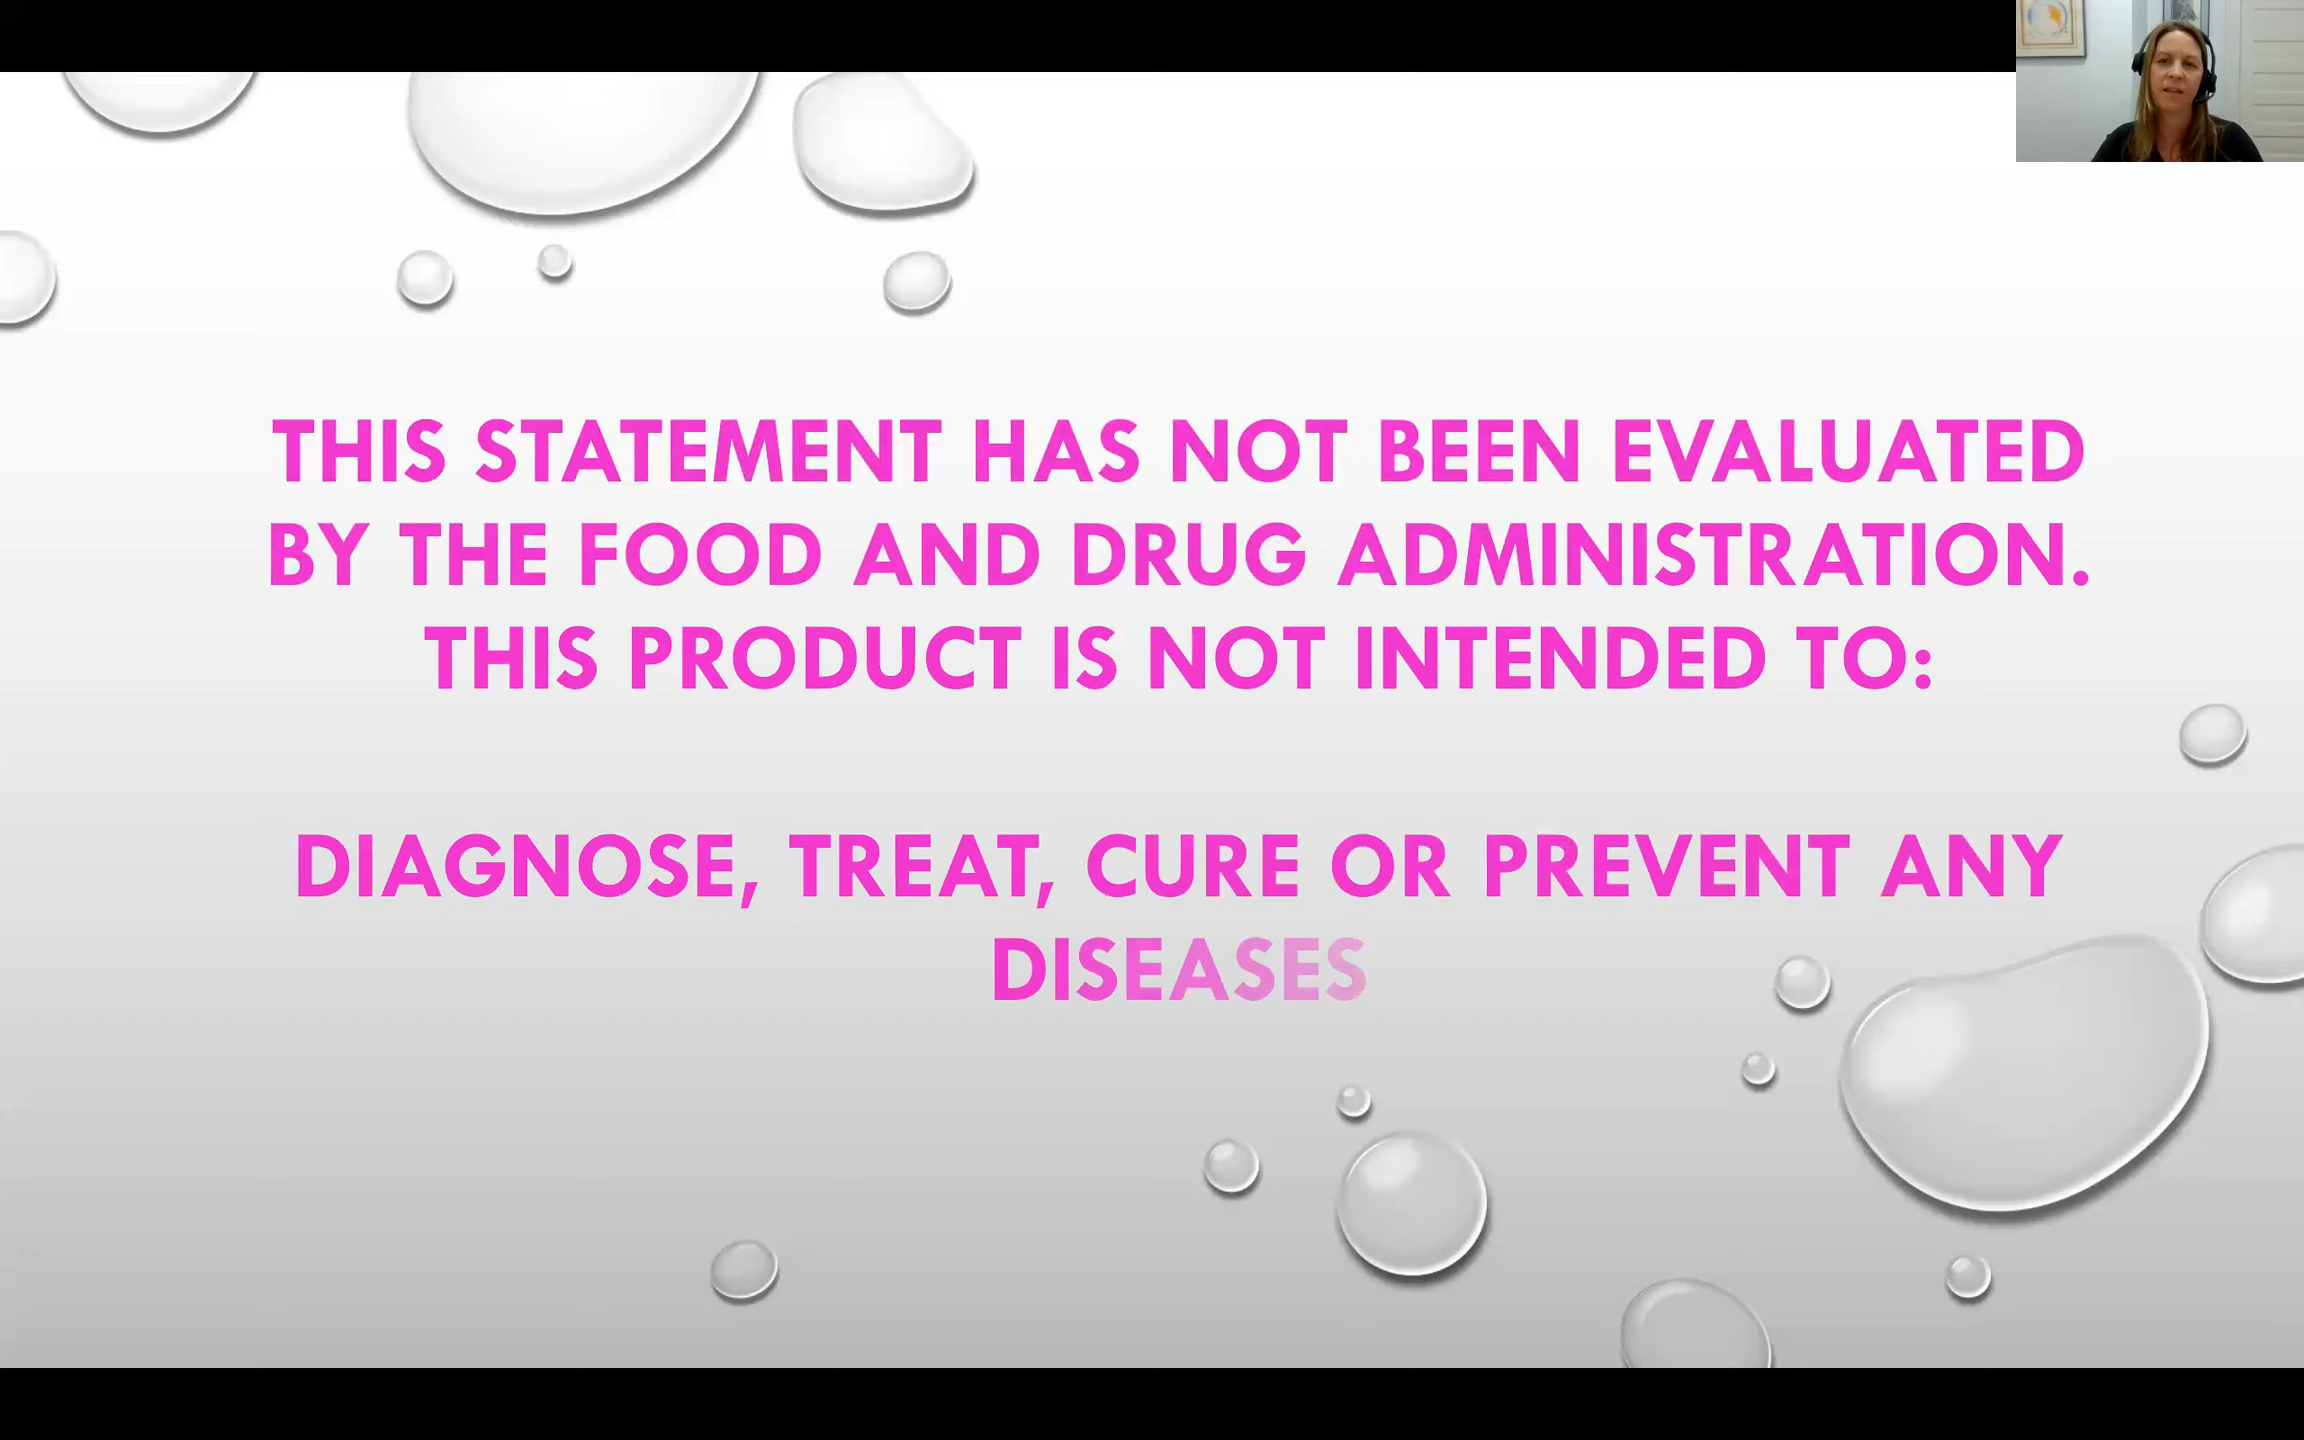 THIS STATEMENT HAS NOT BEEN EVALUATED
BY THE FOOD AND DRUG ADMINISTRATION.
THIS PRODUCT IS NOT INTENDED TO:
DIAGNOSE, TREAT, CURE OR PREVENT ANY
DISEASES